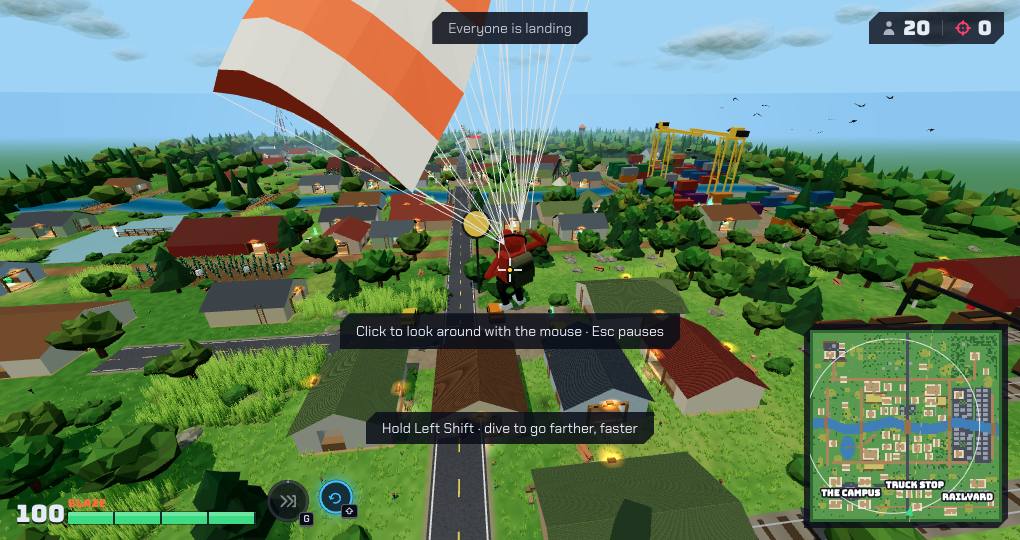 Everyone is landing
20
0
Click to look around with the mouse · Esc pauses
Hold Left Shift · dive to go farther, faster
100
BLAZE
G
THE CAMPUS
TRUCK STOP
RAILYARD